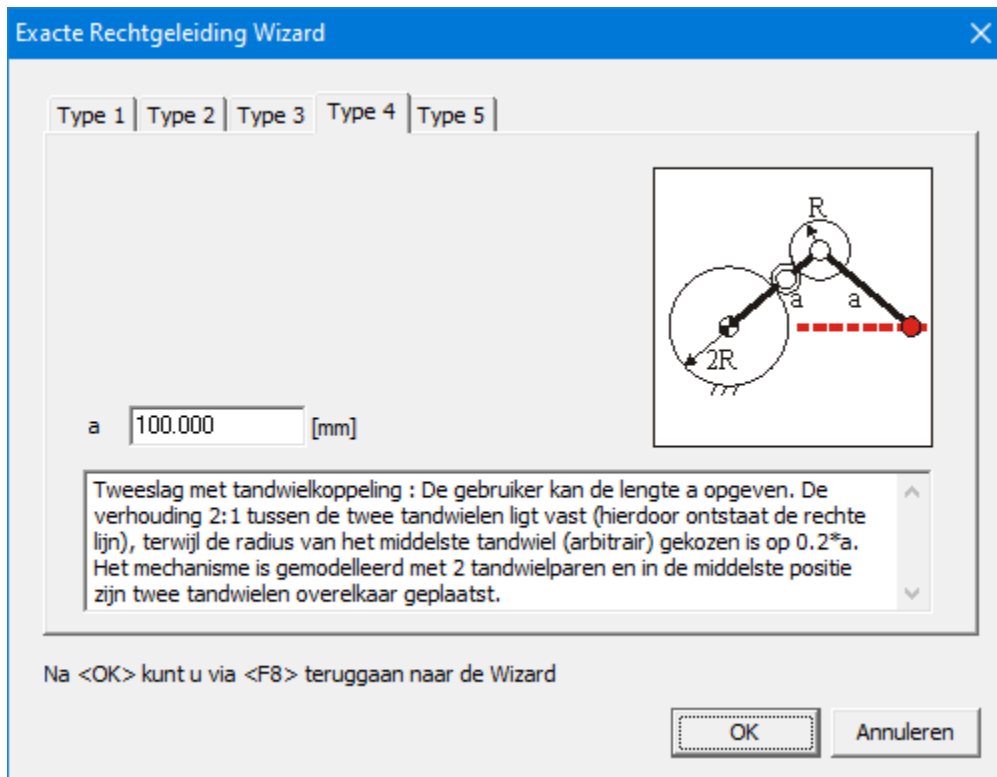 Exacte Rechtgeleiding Wizard
Type 1 Type 2 Type 3 Type 4 Type 5
R
a a
2R
a 100.000 [mm]
Tweeslag met tandwielkoppeling : De gebruiker kan de lengte a opgeven. De
verhouding 2:1 tussen de twee tandwielen ligt vast (hierdoor ontstaat de rechte
lijn), terwijl de radius van het middelste tandwiel (arbitrair) gekozen is op 0.2*a.
Het mechanisme is gemodelleerd met 2 tandwielparen en in de middelste positie
zijn twee tandwielen overelkaar geplaatst.
Na <OK> kunt u via <F8> teruggaan naar de Wizard
OK Annuleren